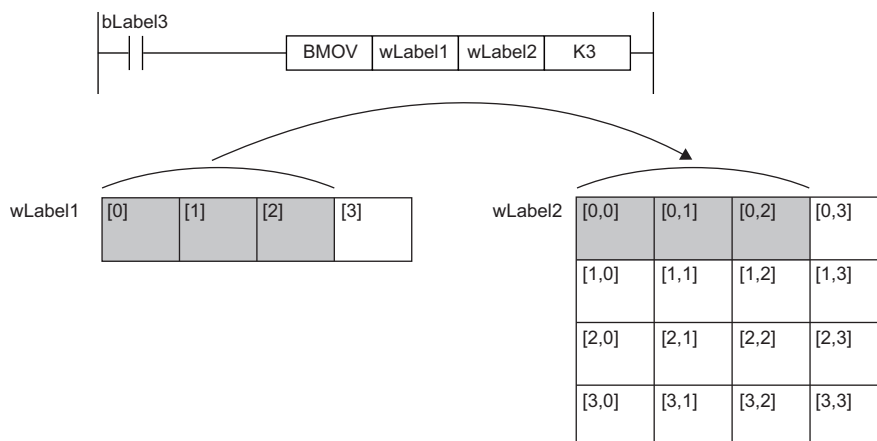 bLabel3
BMOV wLabel1 wLabel2 K3
wLabel1 [0] [1] [2] [3]
wLabel2 [0,0] [0,1] [0,2] [0,3]
[1,0] [1,1] [1,2] [1,3]
[2,0] [2,1] [2,2] [2,3]
[3,0] [3,1] [3,2] [3,3]